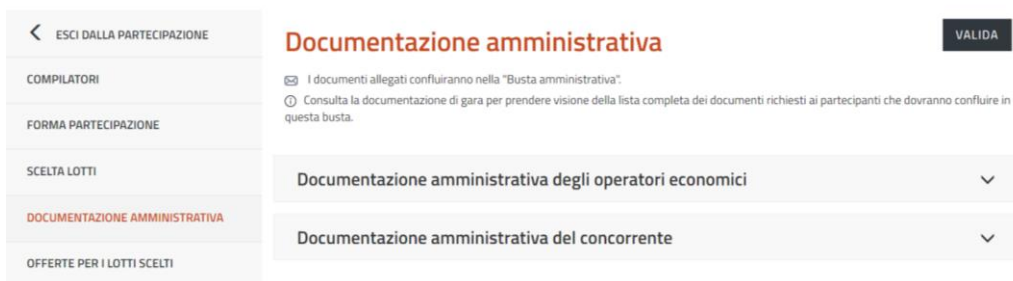 ESCI DALLA PARTECIPAZIONE
COMPILATORI
FORMA PARTECIPAZIONE
SCELTA LOTTI
DOCUMENTAZIONE AMMINISTRATIVA
OFFERTE PER I LOTTI SCELTI
Documentazione amministrativa
VALIDA
I documenti allegati confluiranno nella "Busta amministrativa".
Consulta la documentazione di gara per prendere visione della lista completa dei documenti richiesti ai partecipanti che dovranno confluire in
questa busta.
Documentazione amministrativa degli operatori economici
Documentazione amministrativa del concorrente